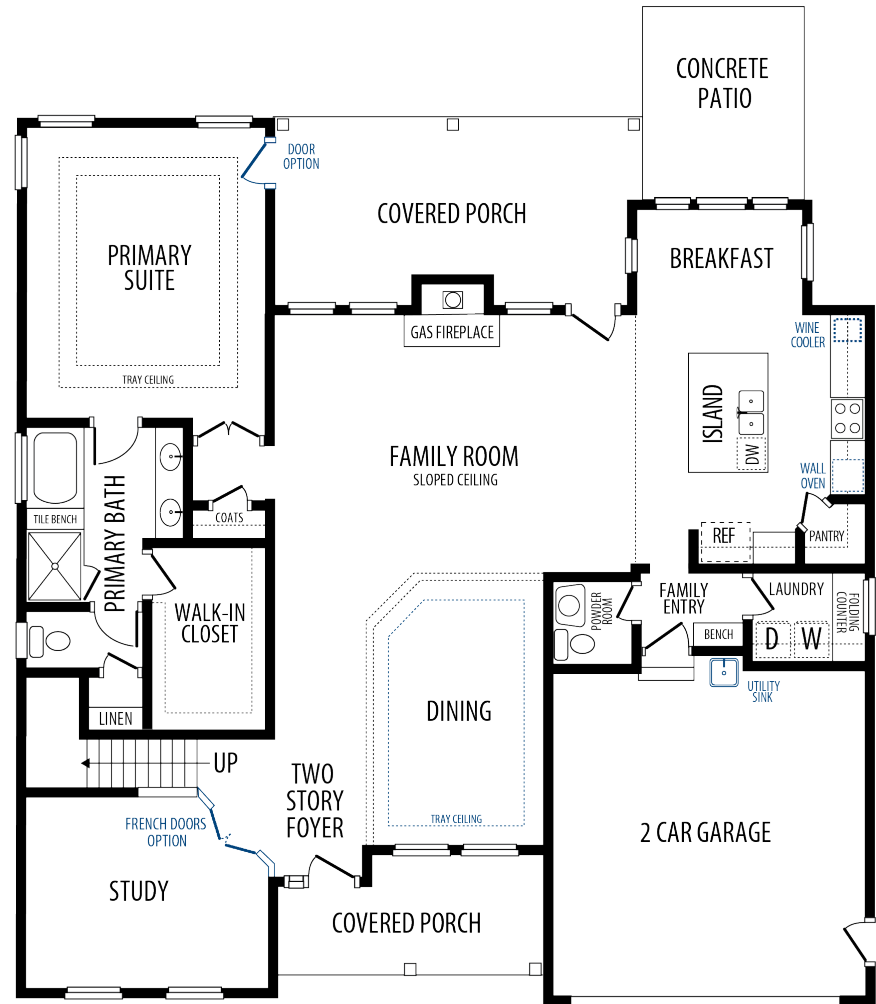 CONCRETE
PATIO
DOOR
OPTION
COVERED PORCH
PRIMARY
SUITE
BREAKFAST
TRAY CEILING
GAS FIREPLACE
WINE
COOLER
ISLAND
DW
FAMILY ROOM
SLOPED CEILING
WALL
OVEN
TILE BENCH
PRIMARY BATH
COATS
REF
PANTRY
WALK-IN
CLOSET
POWDER
ROOM
FAMILY
ENTRY
LAUNDRY
FOLDING
COUNTER
BENCH
D
W
UTILITY
SINK
LINEN
DINING
UP
TWO
STORY
FOYER
TRAY CEILING
FRENCH DOORS
OPTION
2 CAR GARAGE
STUDY
COVERED PORCH